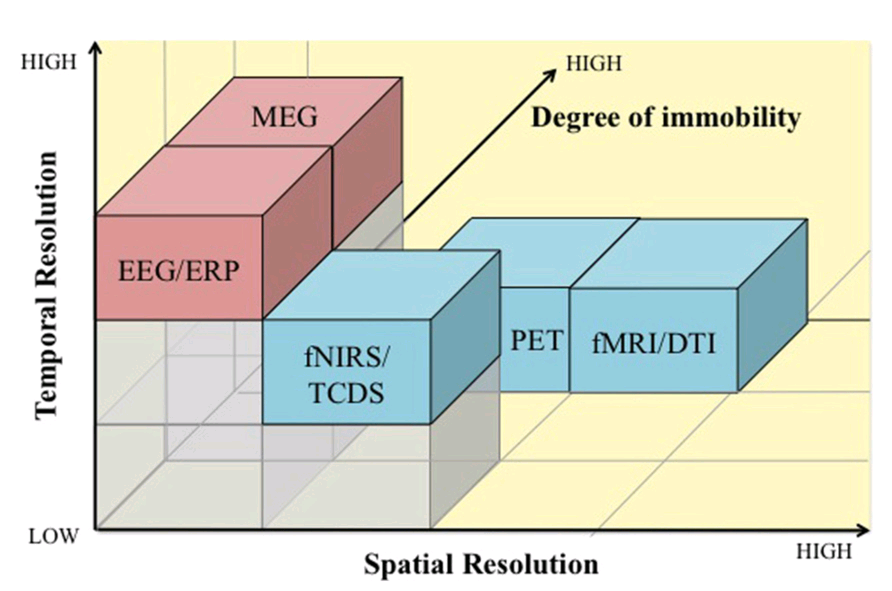 HIGH
HIGH
MEG
Degree of immobility
Temporal Resolution
EEG/ERP
fNIRS/
TCDS
PET
fMRI/DTI
LOW
HIGH
Spatial Resolution